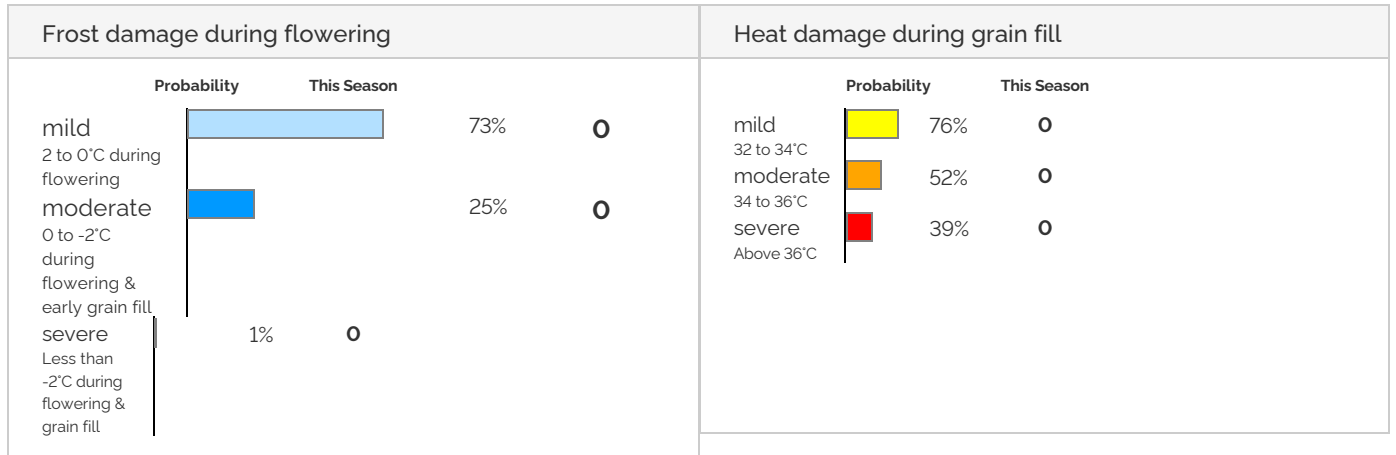 Frost damage during flowering
Probability This Season
mild 73% 0
2 to 0°C during
flowering
moderate 25% 0
0 to -2°C
during
flowering &
early grain fill
severe 1% 0
Less than
-2°C during
flowering &
grain fill
Heat damage during grain fill
Probability This Season
mild 76% 0
32 to 34°C
moderate 52% 0
34 to 36°C
severe 39% 0
Above 36°C